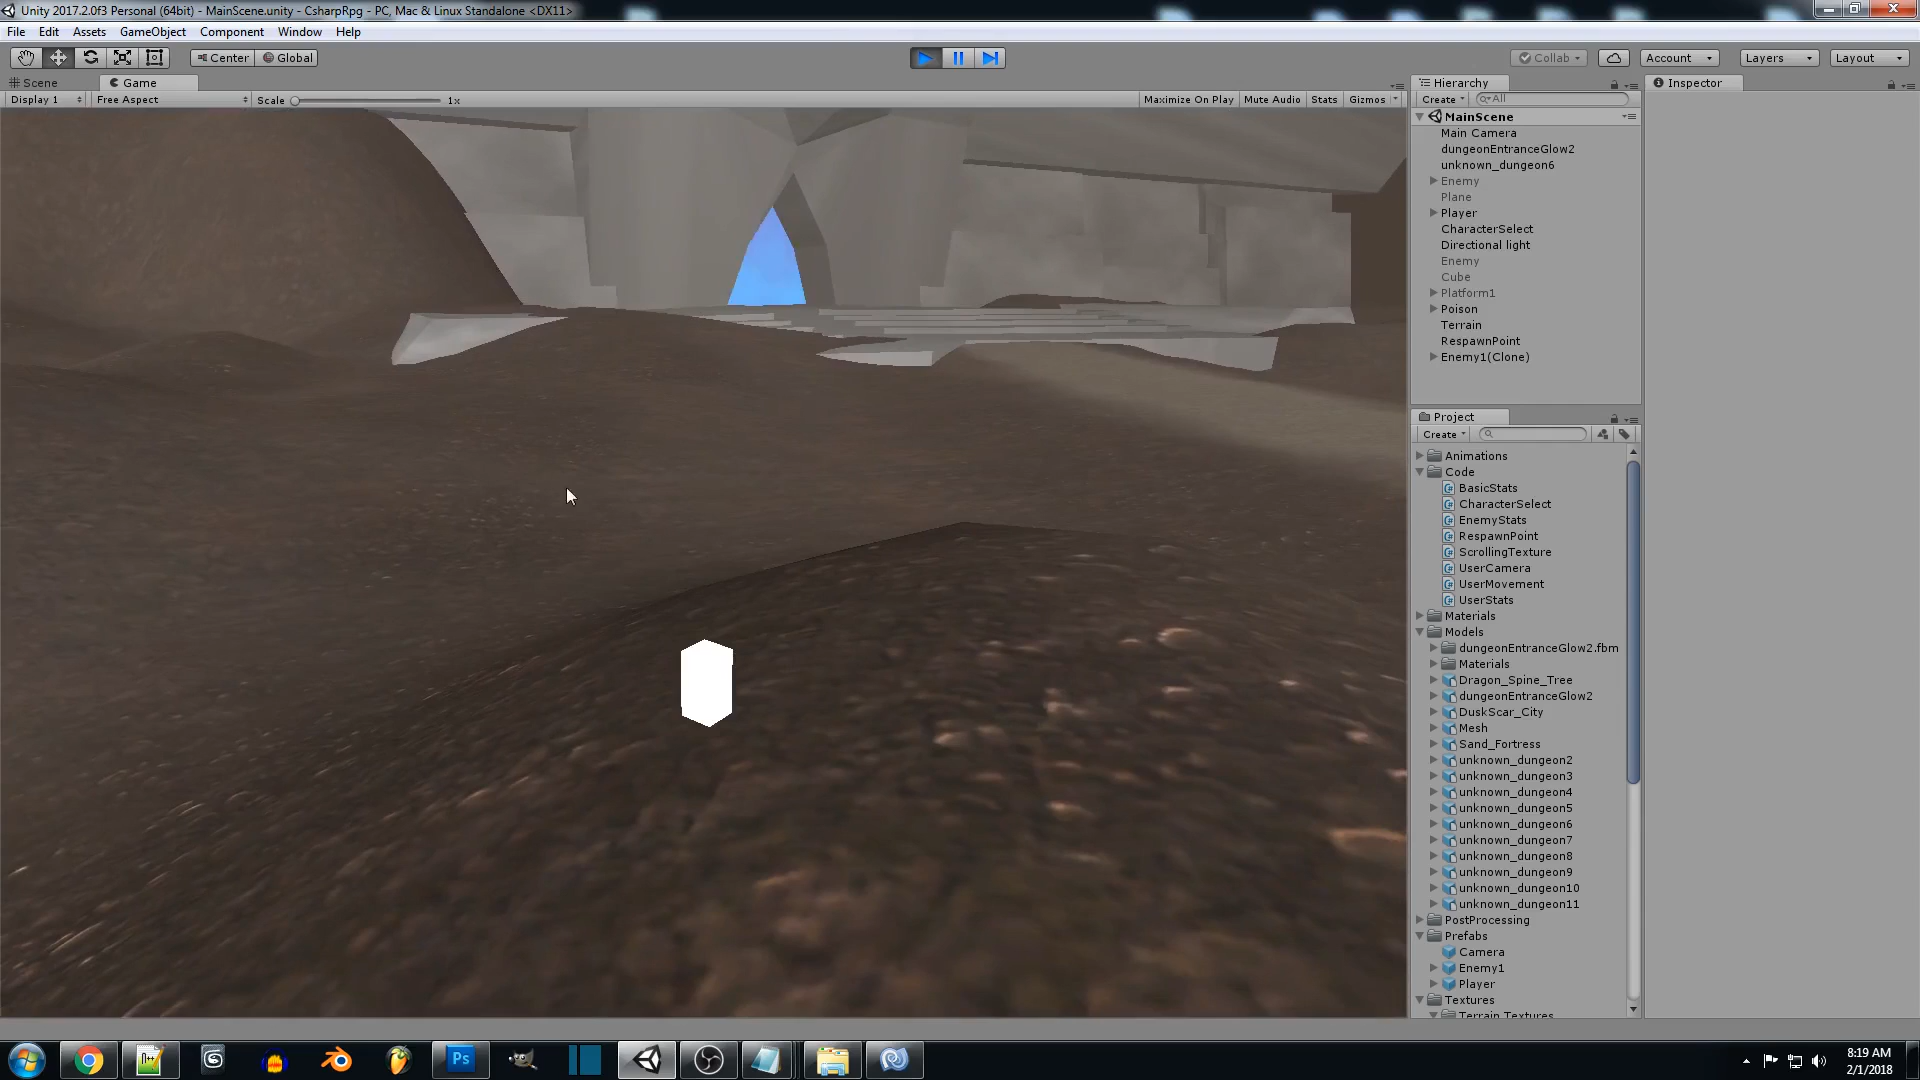 Unity 2017.2.0f3 Personal (64bit) - MainScene.unity - CsharpRpg - PC, Mac & Linux Standalone <DX11>
File Edit Assets GameObject Component Window Help
Center Global Collab Account Layers Layout
Scene Game
Display 1 Free Aspect Scale 1x Maximize On Play Mute Audio Stats Gizmos
Hierarchy
Create All
MainScene
Main Camera
dungeonEntranceGlow2
unknown_dungeon6
Enemy
Plane
Player
CharacterSelect
Directional light
Enemy
Cube
Platform1
Poison
Terrain
RespawnPoint
Enemy1(Clone)
Project
Create
Animations
Code
BasicStats
CharacterSelect
EnemyStats
RespawnPoint
ScrollingTexture
UserCamera
UserMovement
UserStats
Materials
Models
dungeonEntranceGlow2.fbm
Materials
Dragon_Spine_Tree
dungeonEntranceGlow2
DuskScar_City
Mesh
Sand_Fortress
unknown_dungeon2
unknown_dungeon3
unknown_dungeon4
unknown_dungeon5
unknown_dungeon6
unknown_dungeon7
unknown_dungeon8
unknown_dungeon9
unknown_dungeon10
unknown_dungeon11
PostProcessing
Prefabs
Camera
Enemy1
Player
Textures
Terrain Textures
Inspector
Ps
8:19 AM
2/1/2018